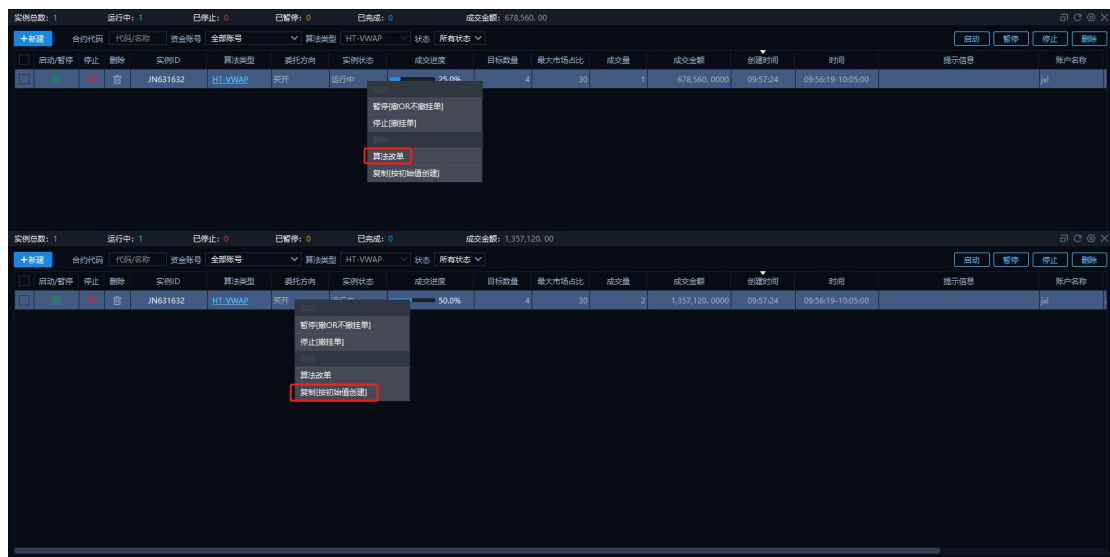 实例总数: 1 运行中: 1 已停止: 0 已暂停: 0 已完成: 0 成交金额: 678,560.00
+新建 合约代码 代码/名称 资金账号 全部账号 算法类型 HT-VWAP 状态 所有状态 启动 暂停 停止 删除
启动/暂停 停止 删除 实例ID 算法类型 委托方向 实例状态 成交进度 目标数量 最大市场占比 成交量 成交金额 创建时间 时间 提示信息 账户名称
JN631632 HT-VWAP 买开 运行中 25.0% 4 30 1 678,560.0000 09:57:24 09:56:19-10:05:00 jxl
启动
暂停[撤OR不撤挂单]
停止[撤挂单]
删除
算法改单
复制[按初始值创建]
实例总数: 1 运行中: 1 已停止: 0 已暂停: 0 已完成: 0 成交金额: 1,357,120.00
+新建 合约代码 代码/名称 资金账号 全部账号 算法类型 HT-VWAP 状态 所有状态 启动 暂停 停止 删除
启动/暂停 停止 删除 实例ID 算法类型 委托方向 实例状态 成交进度 目标数量 最大市场占比 成交量 成交金额 创建时间 时间 提示信息 账户名称
JN631632 HT-VWAP 买开 运行中 50.0% 4 30 2 1,357,120.0000 09:57:24 09:56:19-10:05:00 jxl
启动
暂停[撤OR不撤挂单]
停止[撤挂单]
删除
算法改单
复制[按初始值创建]